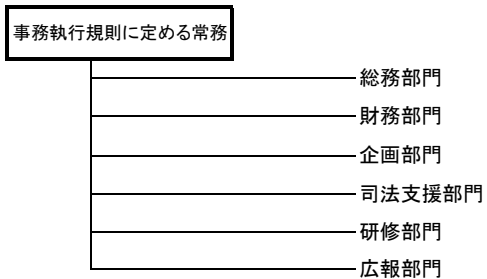 事務執行規則に定める常務
総務部門
財務部門
企画部門
司法支援部門
研修部門
広報部門